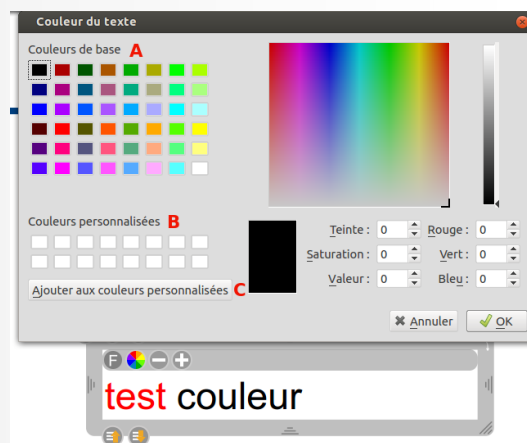 Couleur du texte
Couleurs de base A
Couleurs personnalisées B
Ajouter aux couleurs personnalisées C
Teinte : 0 Rouge : 0
Saturation : 0 Vert : 0
Valeur : 0 Bleu : 0
Annuler OK
F
test couleur